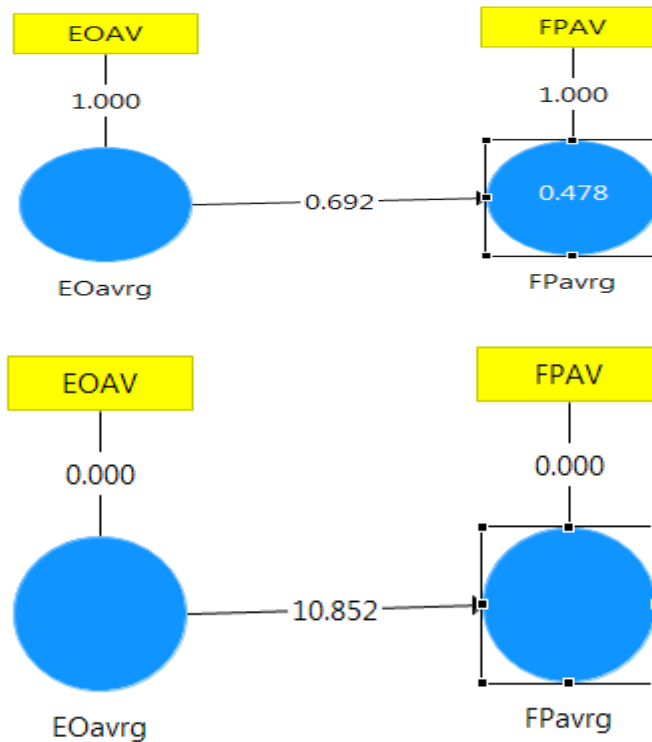 EOAV
FPAV
1.000
1.000
0.692
0.478
EOavrg
FPavrg
EOAV
FPAV
0.000
0.000
10.852
EOavrg
FPavrg